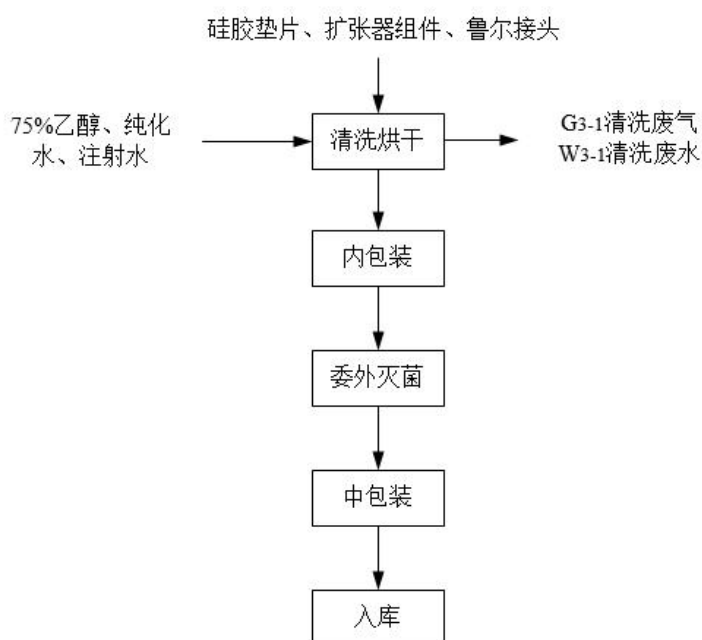 硅胶垫片、扩张器组件、鲁尔接头
75%乙醇、纯化
水、注射水
清洗烘干
G3-1清洗废气
W3-1清洗废水
内包装
委外灭菌
中包装
入库